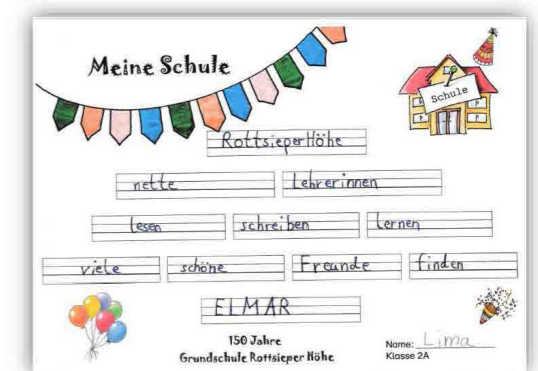 Meine Schule
Schule
Rottsieper Höhe
nette Lehrerinnen
lesen schreiben lernen
viele schöne Freunde finden
ELMAR
150 Jahre
Grundschule Rottsieper Höhe
Name: Lima
Klasse 2A